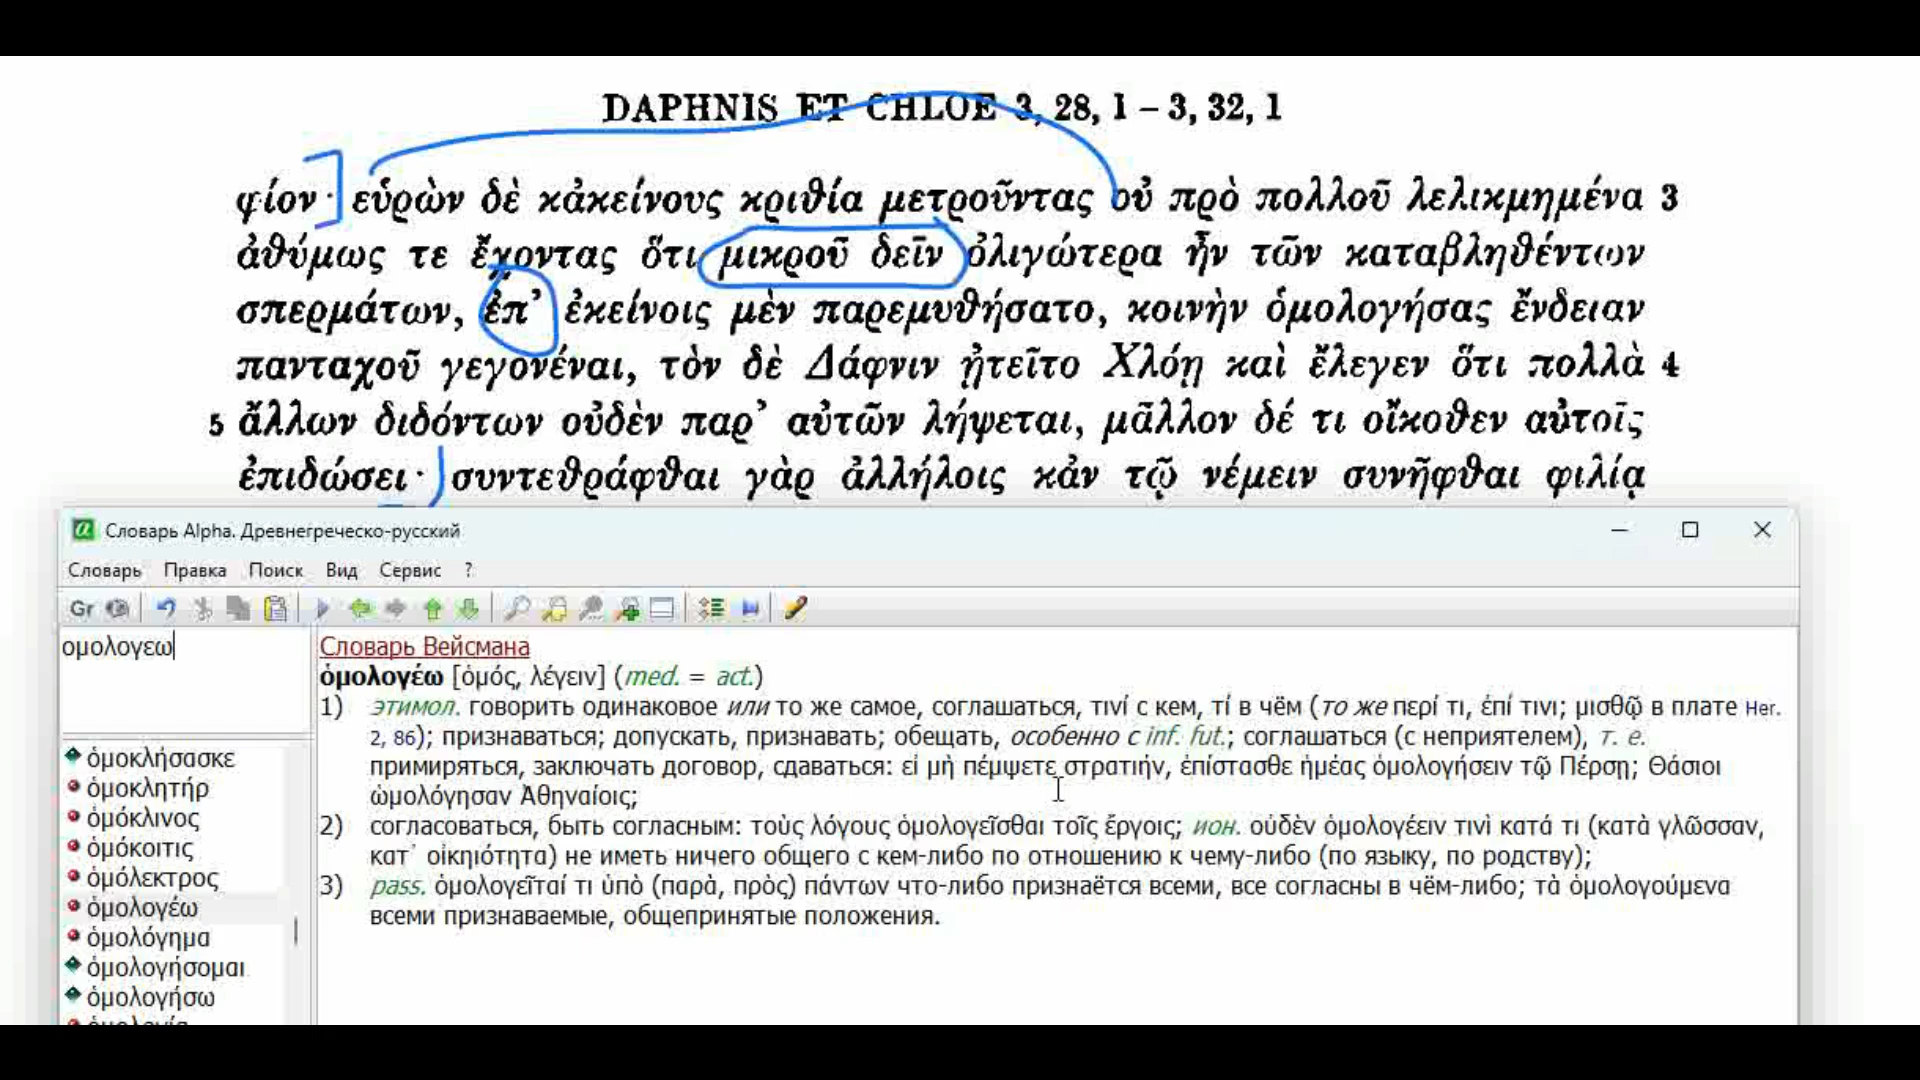 DAPHNIS ET CHLOE 3, 28, 1 – 3, 32, 1
φίον· εὑρὼν δὲ κἀκείνους κριθία μετροῦντας οὐ πρὸ πολλοῦ λελικμημένα 3
ἀθύμως τε ἔχοντας ὅτι μικροῦ δεῖν ὀλιγώτερα ἦν τῶν καταβληθέντων
σπερμάτων, ἐπ’ ἐκείνοις μὲν παρεμυθήσατο, κοινὴν ὁμολογήσας ἔνδειαν
πανταχοῦ γεγονέναι, τὸν δὲ Δάφνιν ᾐτεῖτο Χλόῃ καὶ ἔλεγεν ὅτι πολλὰ 4
5 ἄλλων διδόντων οὐδὲν παρ’ αὐτῶν λήψεται, μᾶλλον δέ τι οἴκοθεν αὐτοῖς
ἐπιδώσει· συντεθράφθαι γὰρ ἀλλήλοις κἀν τῷ νέμειν συνῆφθαι φιλίᾳ
Словарь Alpha. Древнегреческо-русский
Словарь Правка Поиск Вид Сервис ?
Gr
ομολογεω
Словарь Вейсмана
ὁμολογέω [ὁμός, λέγειν] (med. = act.)
1) этимол. говорить одинаковое или то же самое, соглашаться, τινί с кем, τί в чём (то же περί τι, ἐπί τινι; μισθῷ в плате Her.
2, 86); признаваться; допускать, признавать; обещать, особенно с inf. fut.; соглашаться (с неприятелем), т. е.
примиряться, заключать договор, сдаваться: εἰ μὴ πέμψετε στρατιήν, ἐπίστασθε ἡμέας ὁμολογήσειν τῷ Πέρσῃ; Θάσιοι
ὡμολόγησαν Ἀθηναίοις;
2) согласоваться, быть согласным: τοὺς λόγους ὁμολογεῖσθαι τοῖς ἔργοις; ион. οὐδὲν ὁμολογέειν τινὶ κατά τι (κατὰ γλῶσσαν,
κατ᾽ οἰκηιότητα) не иметь ничего общего с кем-либо по отношению к чему-либо (по языку, по родству);
3) pass. ὁμολογεῖταί τι ὑπὸ (παρὰ, πρὸς) πάντων что-либо признаётся всеми, все согласны в чём-либо; τὰ ὁμολογούμενα
всеми признаваемые, общепринятые положения.
ὁμοκλήσασκε
ὁμοκλητήρ
ὁμόκλινος
ὁμόκοιτις
ὁμόλεκτρος
ὁμολογέω
ὁμολόγημα
ὁμολογήσομαι
ὁμολογήσω